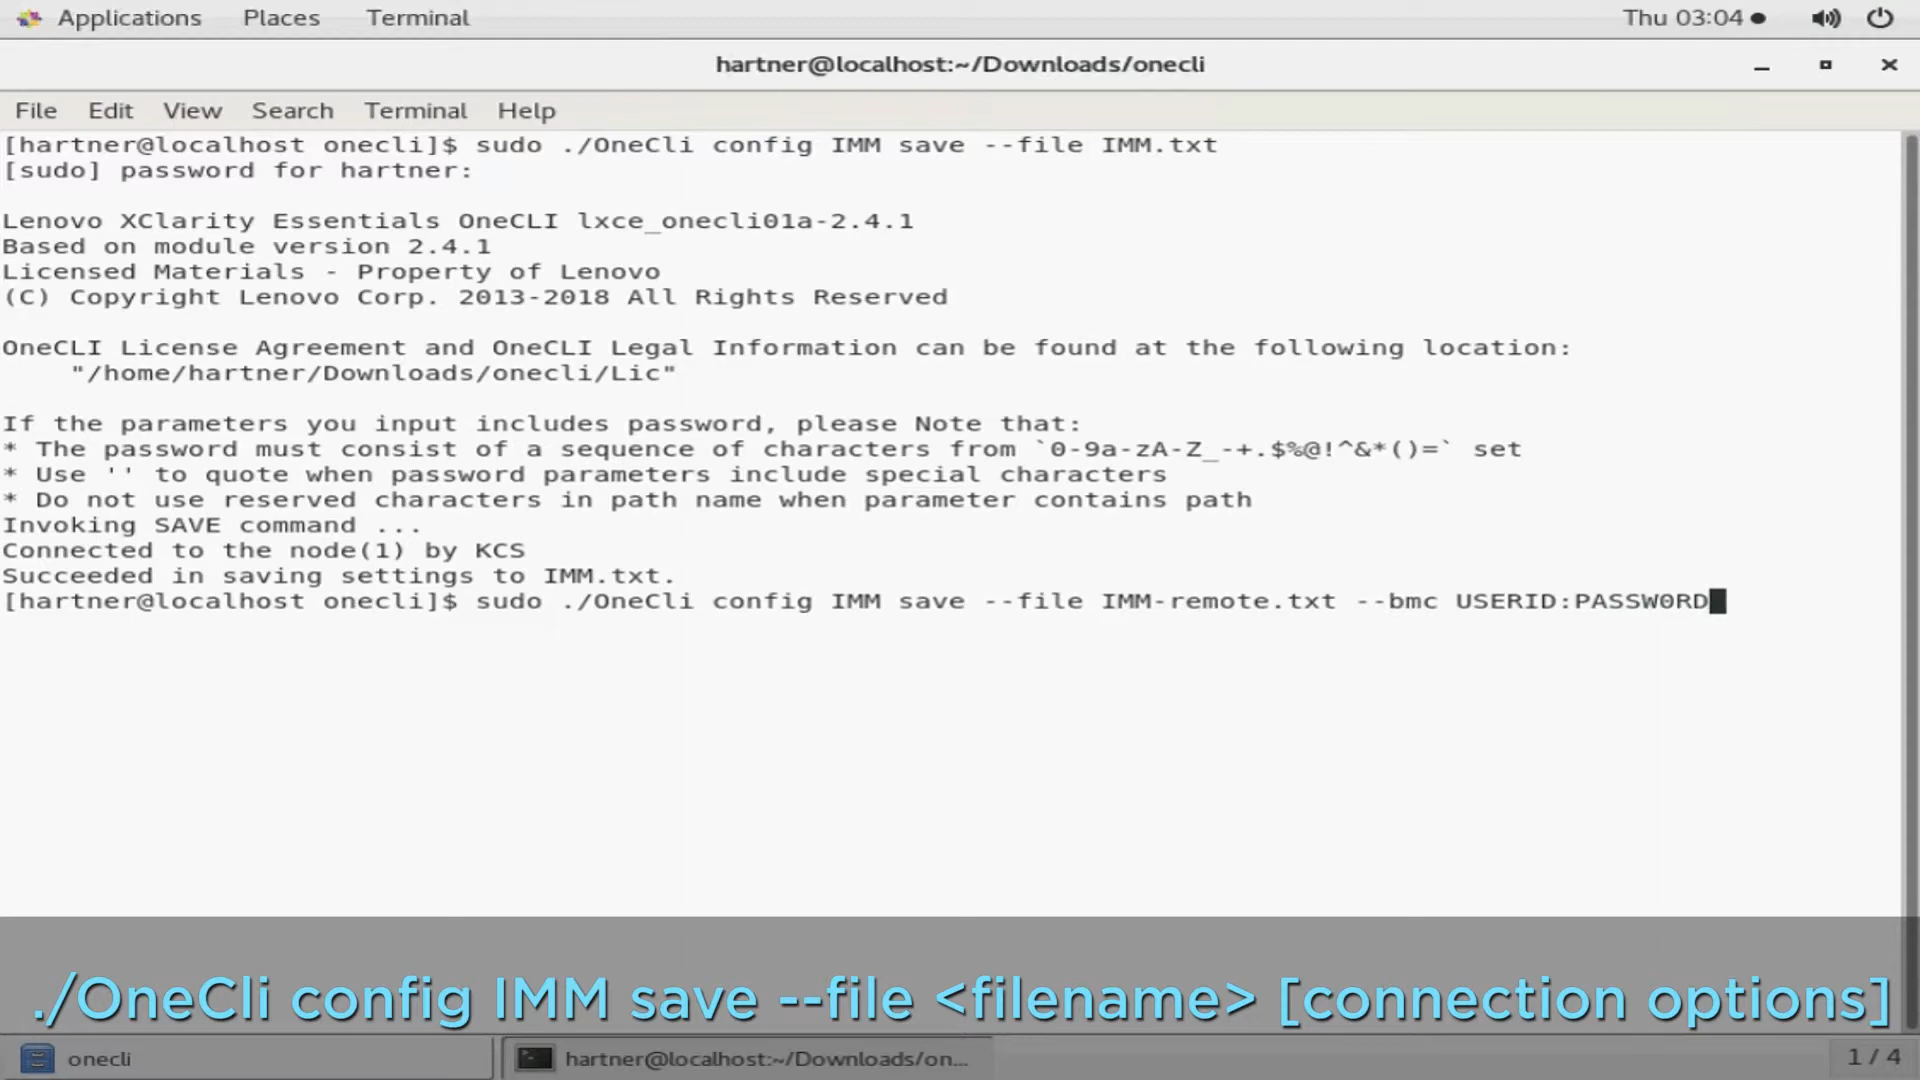 Applications Places Terminal Thu 03:04
hartner@localhost:~/Downloads/onecli
File Edit View Search Terminal Help
[hartner@localhost onecli]$ sudo ./OneCli config IMM save --file IMM.txt
[sudo] password for hartner:
Lenovo XClarity Essentials OneCLI lxce_onecli01a-2.4.1
Based on module version 2.4.1
Licensed Materials - Property of Lenovo
(C) Copyright Lenovo Corp. 2013-2018 All Rights Reserved
OneCLI License Agreement and OneCLI Legal Information can be found at the following location:
"/home/hartner/Downloads/onecli/Lic"
If the parameters you input includes password, please Note that:
* The password must consist of a sequence of characters from `0-9a-zA-Z_-+.$%@!^&*()=` set
* Use '' to quote when password parameters include special characters
* Do not use reserved characters in path name when parameter contains path
Invoking SAVE command ...
Connected to the node(1) by KCS
Succeeded in saving settings to IMM.txt.
[hartner@localhost onecli]$ sudo ./OneCli config IMM save --file IMM-remote.txt --bmc USERID:PASSW0RD
./OneCli config IMM save --file <filename> [connection options]
onecli hartner@localhost:~/Downloads/on... 1 / 4